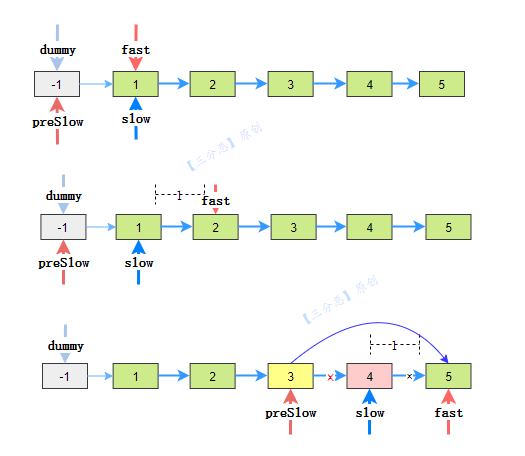 dummy fast
-1 1 2 3 4 5
preSlow slow
【三分恶】原创
dummy 1 fast
-1 1 2 3 4 5
preSlow slow
【三分恶】原创
dummy 1
-1 1 2 3 x 4 x 5
preSlow slow fast